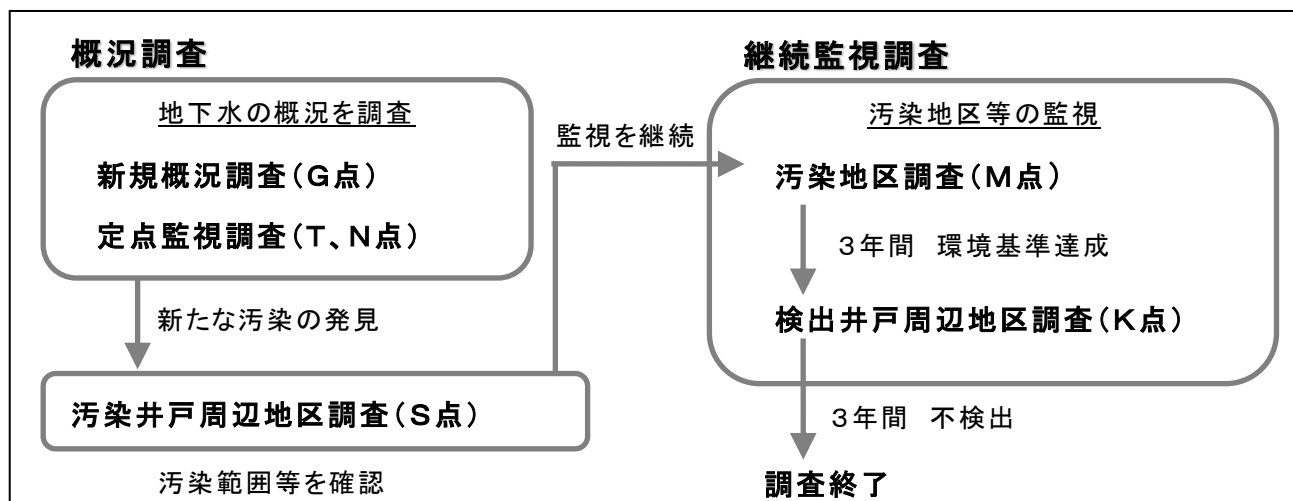 概況調査
地下水の概況を調査
新規概況調査（G点）
定点監視調査（T、N点）
新たな汚染の発見
汚染井戸周辺地区調査（S点）
汚染範囲等を確認
監視を継続
継続監視調査
汚染地区等の監視
汚染地区調査（M点）
3年間　環境基準達成
検出井戸周辺地区調査（K点）
3年間　不検出
調査終了